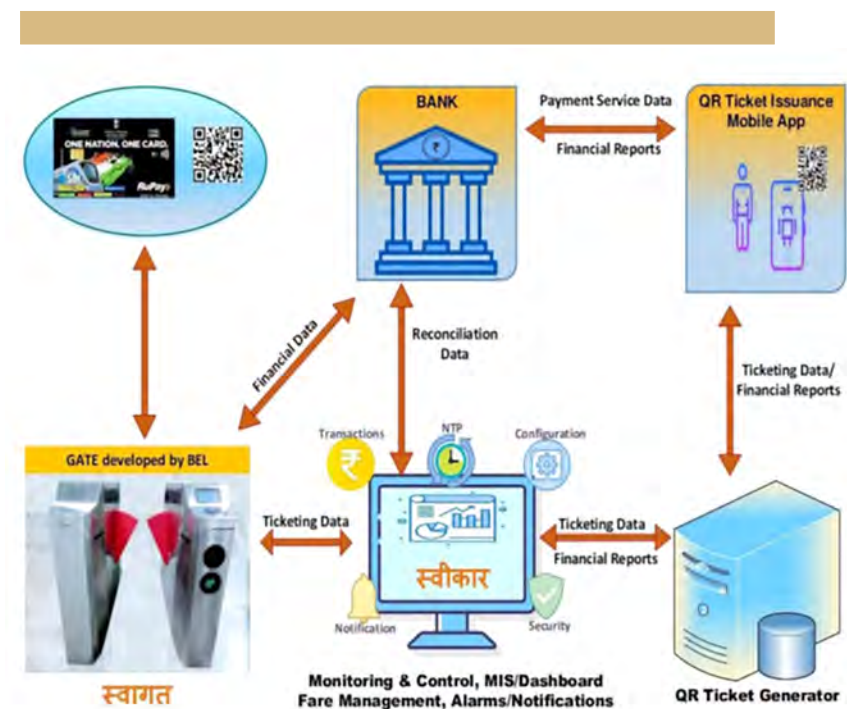 ONE NATION. ONE CARD.
RuPay
BANK
₹
Payment Service Data
Financial Reports
QR Ticket Issuance
Mobile App
Financial Data
Reconciliation
Data
Ticketing Data/
Financial Reports
GATE developed by BEL
Transactions
₹
NTP
Configuration
Ticketing Data
स्वीकार
Ticketing Data
Financial Reports
Notification
Security
स्वागत
Monitoring & Control, MIS/Dashboard
Fare Management, Alarms/Notifications
QR Ticket Generator